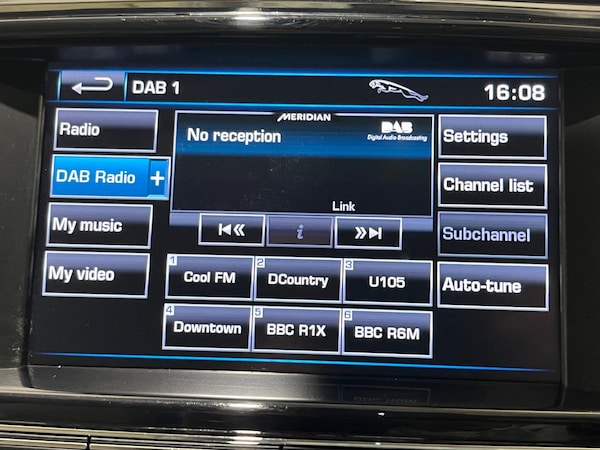 DAB 1
16:08
Radio
DAB Radio +
My music
My video
MERIDIAN
No reception
DAB
Digital Audio Broadcasting
Link
i
Settings
Channel list
Subchannel
Auto-tune
1 Cool FM
2 DCountry
3 U105
4 Downtown
5 BBC R1X
6 BBC R6M